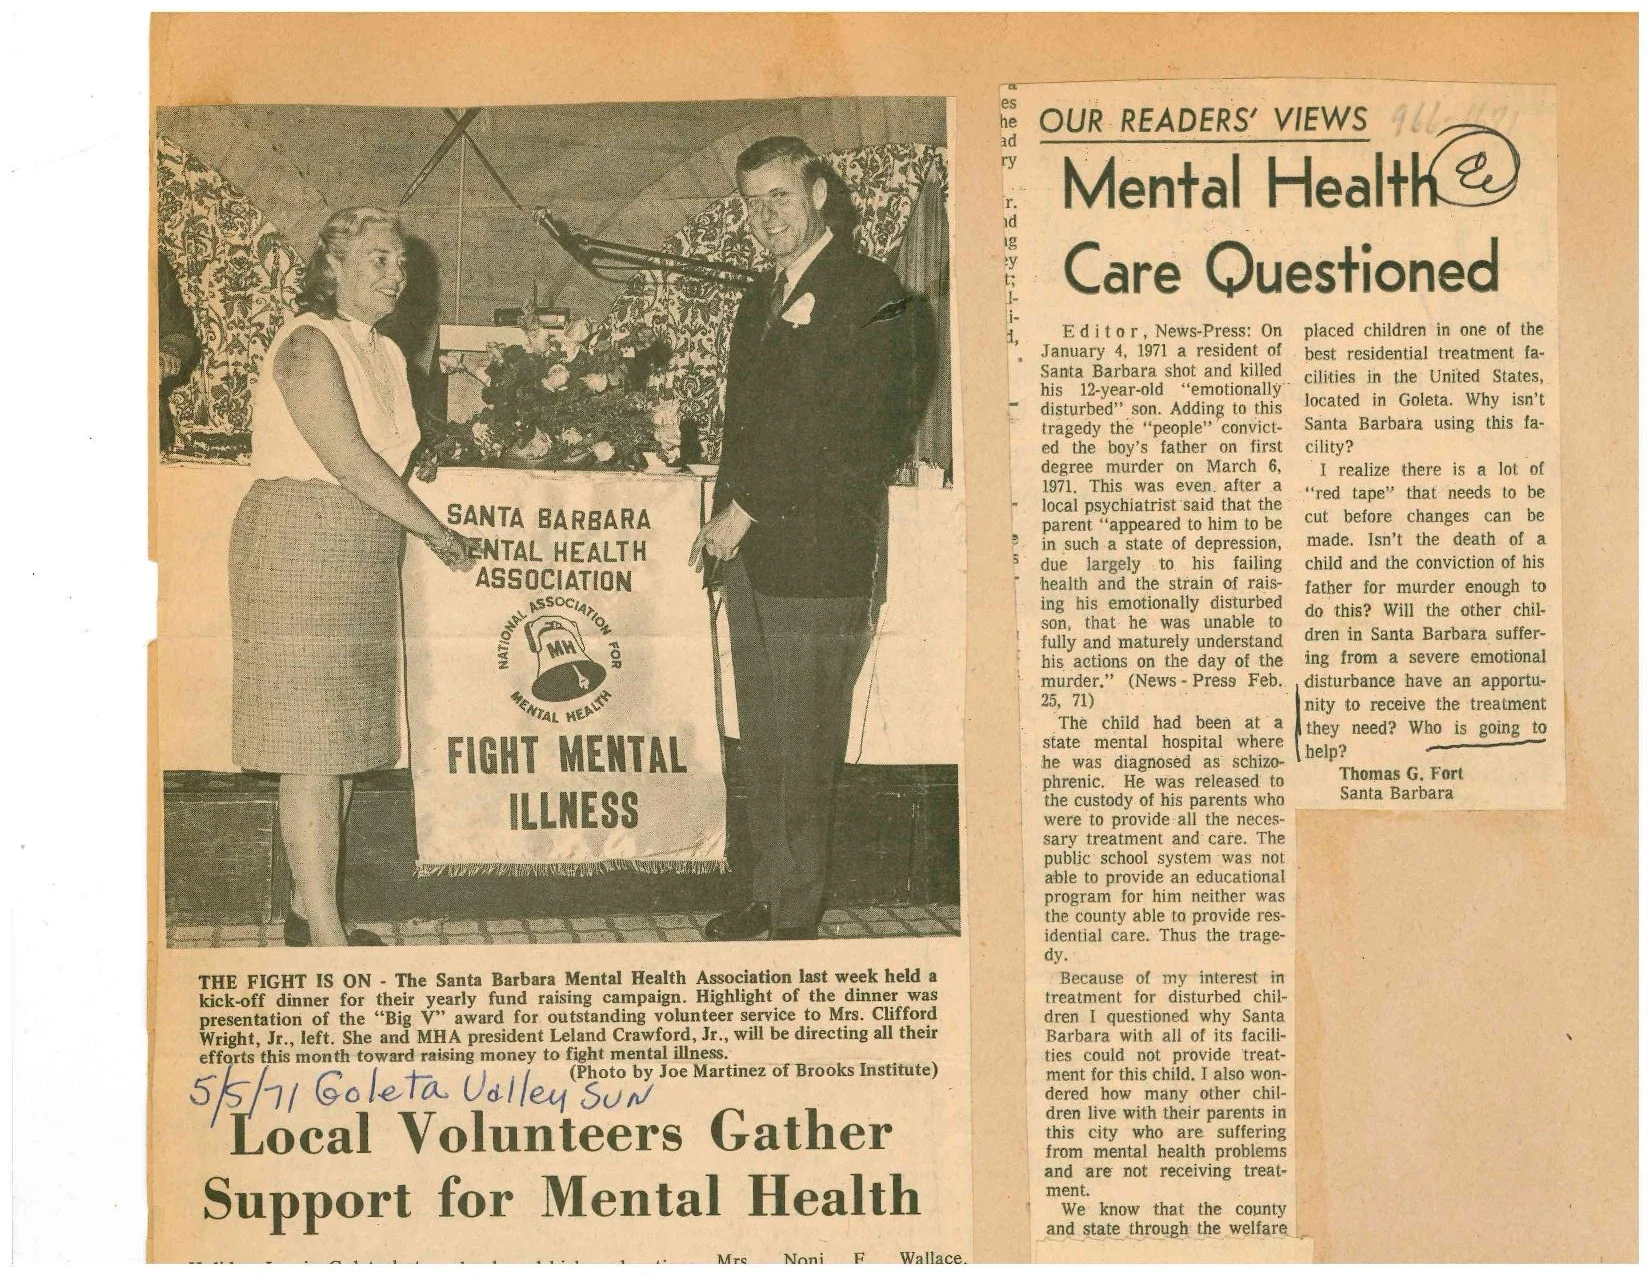 SANTA BARBARA
ENTAL HEALTH
ASSOCIATION
NATIONAL ASSOCIATION FOR
MH
MENTAL HEALTH
FIGHT MENTAL
ILLNESS
THE FIGHT IS ON - The Santa Barbara Mental Health Association last week held a
kick-off dinner for their yearly fund raising campaign. Highlight of the dinner was
presentation of the "Big V" award for outstanding volunteer service to Mrs. Clifford
Wright, Jr., left. She and MHA president Leland Crawford, Jr., will be directing all their
efforts this month toward raising money to fight mental illness.
(Photo by Joe Martinez of Brooks Institute)
5/5/71 Goleta Valley Sun
Local Volunteers Gather
Support for Mental Health
Mrs. Noni F. Wallace,
es
he
ad
ry
r.
nd
ng
ey
t;
l-
i-
d,
OUR READERS' VIEWS
Mental Health
Care Questioned
Editor, News-Press: On
January 4, 1971 a resident of
Santa Barbara shot and killed
his 12-year-old "emotionally
disturbed" son. Adding to this
tragedy the "people" convict-
ed the boy's father on first
degree murder on March 6,
1971. This was even after a
local psychiatrist said that the
parent "appeared to him to be
in such a state of depression,
due largely to his failing
health and the strain of rais-
ing his emotionally disturbed
son, that he was unable to
fully and maturely understand
his actions on the day of the
murder." (News - Press Feb.
25, 71)
The child had been at a
state mental hospital where
he was diagnosed as schizo-
phrenic. He was released to
the custody of his parents who
were to provide all the neces-
sary treatment and care. The
public school system was not
able to provide an educational
program for him neither was
the county able to provide res-
idential care. Thus the trage-
dy.
Because of my interest in
treatment for disturbed chil-
dren I questioned why Santa
Barbara with all of its facili-
ties could not provide treat-
ment for this child. I also won-
dered how many other chil-
dren live with their parents in
this city who are suffering
from mental health problems
and are not receiving treat-
ment.
We know that the county
and state through the welfare
placed children in one of the
best residential treatment fa-
cilities in the United States,
located in Goleta. Why isn't
Santa Barbara using this fa-
cility?
I realize there is a lot of
"red tape" that needs to be
cut before changes can be
made. Isn't the death of a
child and the conviction of his
father for murder enough to
do this? Will the other chil-
dren in Santa Barbara suffer-
ing from a severe emotional
disturbance have an apportu-
nity to receive the treatment
they need? Who is going to
help?
Thomas G. Fort
Santa Barbara